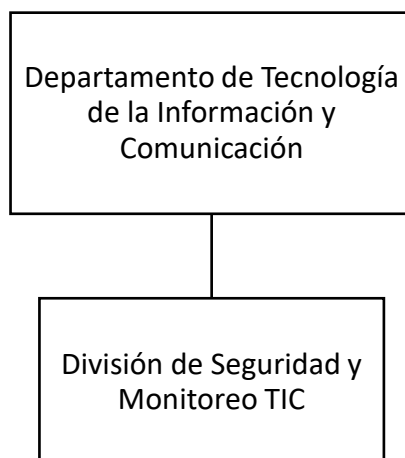 Departamento de Tecnología
de la Información y
Comunicación
División de Seguridad y
Monitoreo TIC